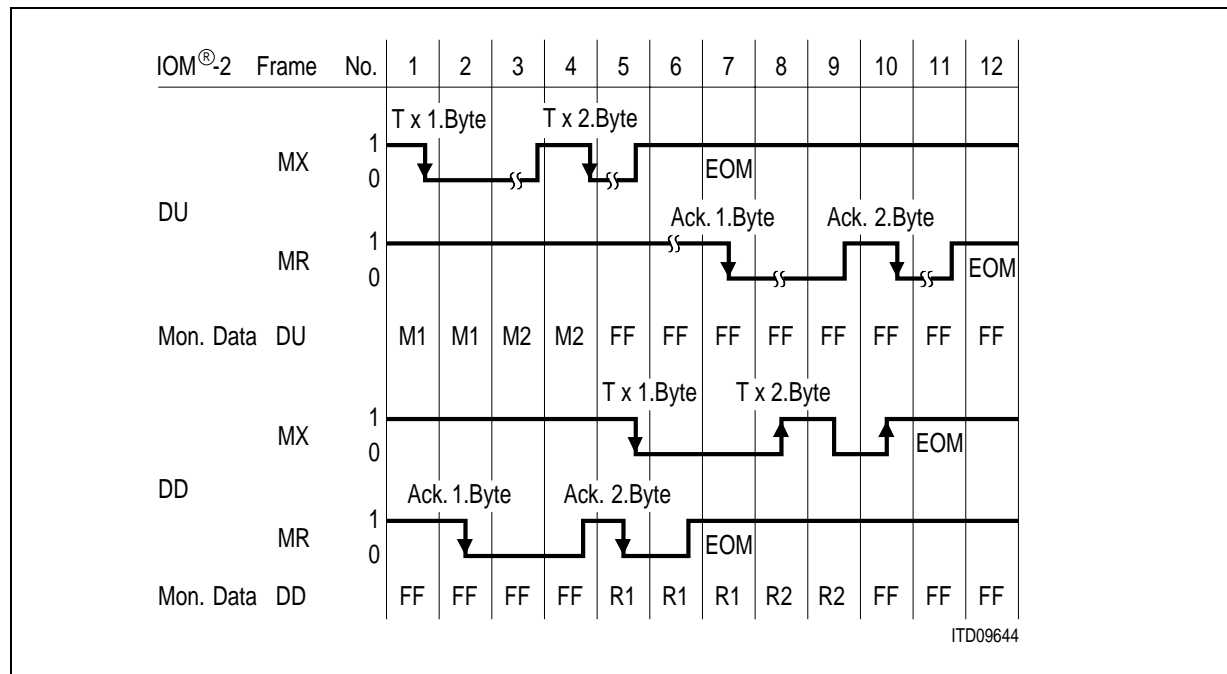 IOM®-2 Frame No. 1 2 3 4 5 6 7 8 9 10 11 12
T x 1.Byte T x 2.Byte
1
MX
0
EOM
DU
Ack. 1.Byte Ack. 2.Byte
1
MR
0
EOM
Mon. Data DU M1 M1 M2 M2 FF FF FF FF FF FF FF FF
T x 1.Byte T x 2.Byte
1
MX
0
EOM
DD
Ack. 1.Byte Ack. 2.Byte
1
MR
0
EOM
Mon. Data DD FF FF FF FF R1 R1 R1 R2 R2 FF FF FF
ITD09644